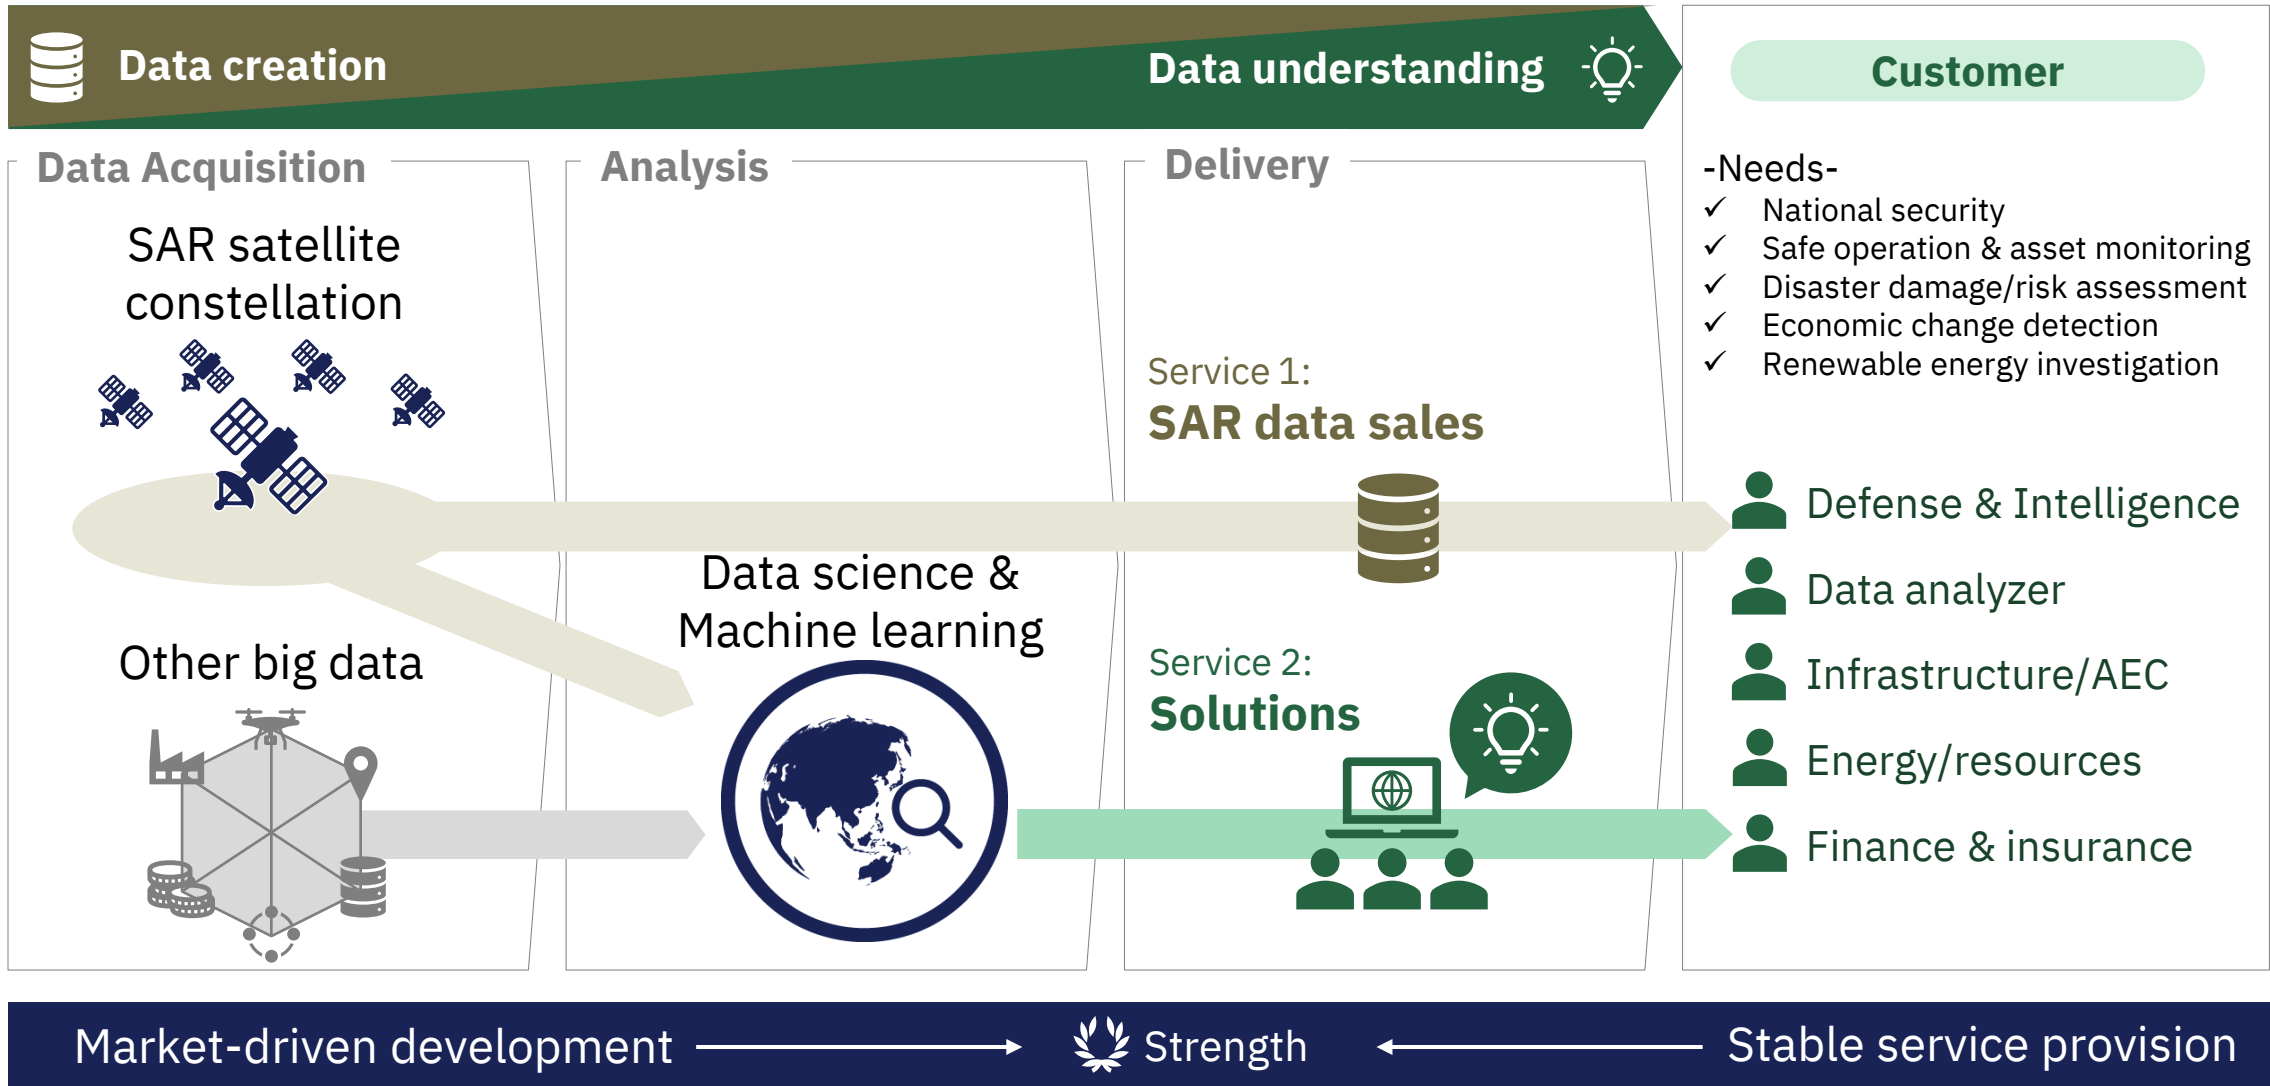 Data creation
Data understanding
Customer
Data Acquisition
Analysis
Delivery
SAR satellite
constellation
Other big data
Data science &
Machine learning
Service 1:
SAR data sales
Service 2:
Solutions
-Needs-
✓ National security
✓ Safe operation & asset monitoring
✓ Disaster damage/risk assessment
✓ Economic change detection
✓ Renewable energy investigation
Defense & Intelligence
Data analyzer
Infrastructure/AEC
Energy/resources
Finance & insurance
Market-driven development
Strength
Stable service provision